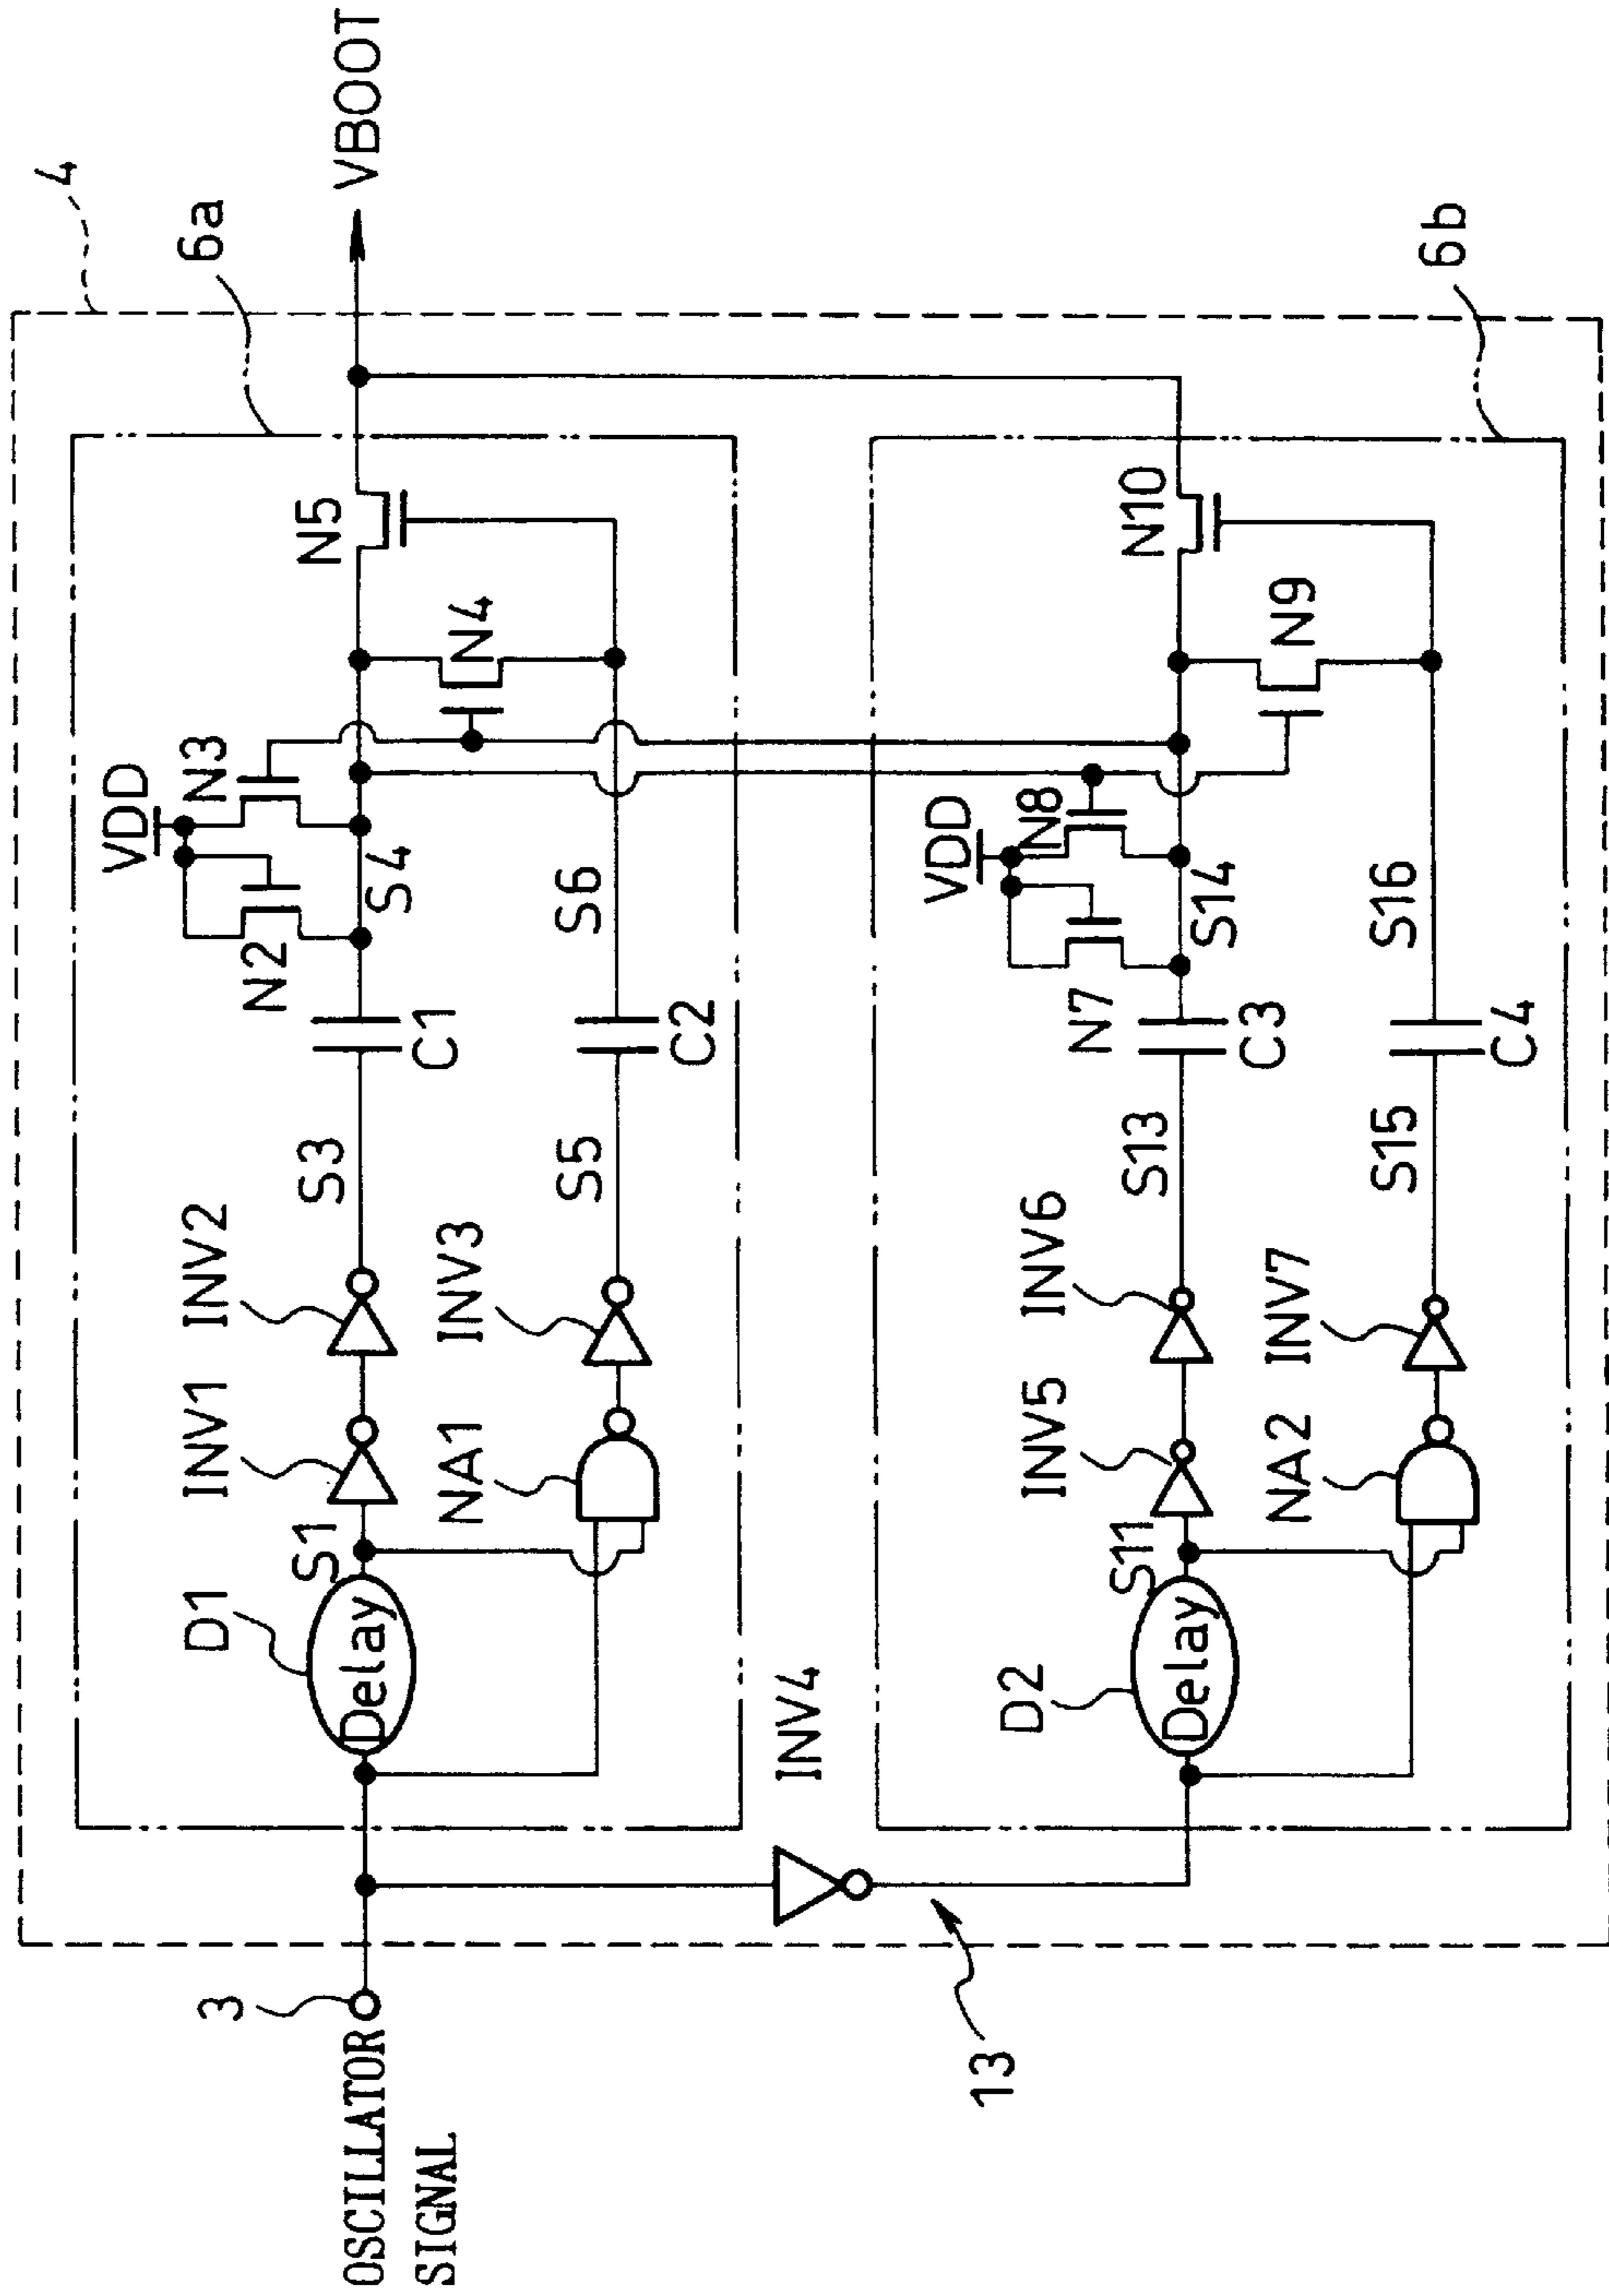 4
6a
VBOOT
VDD
N3
N5
N2
S4
N4
D1
S1
INV1
INV2
S3
C1
NA1
INV3
S5
C2
S6
Delay
3
OSCILLATOR
SIGNAL
INV4
13
6b
VDD
N8
N10
N7
S14
N9
D2
S11
INV5
INV6
S13
C3
NA2
INV7
S15
C4
S16
Delay